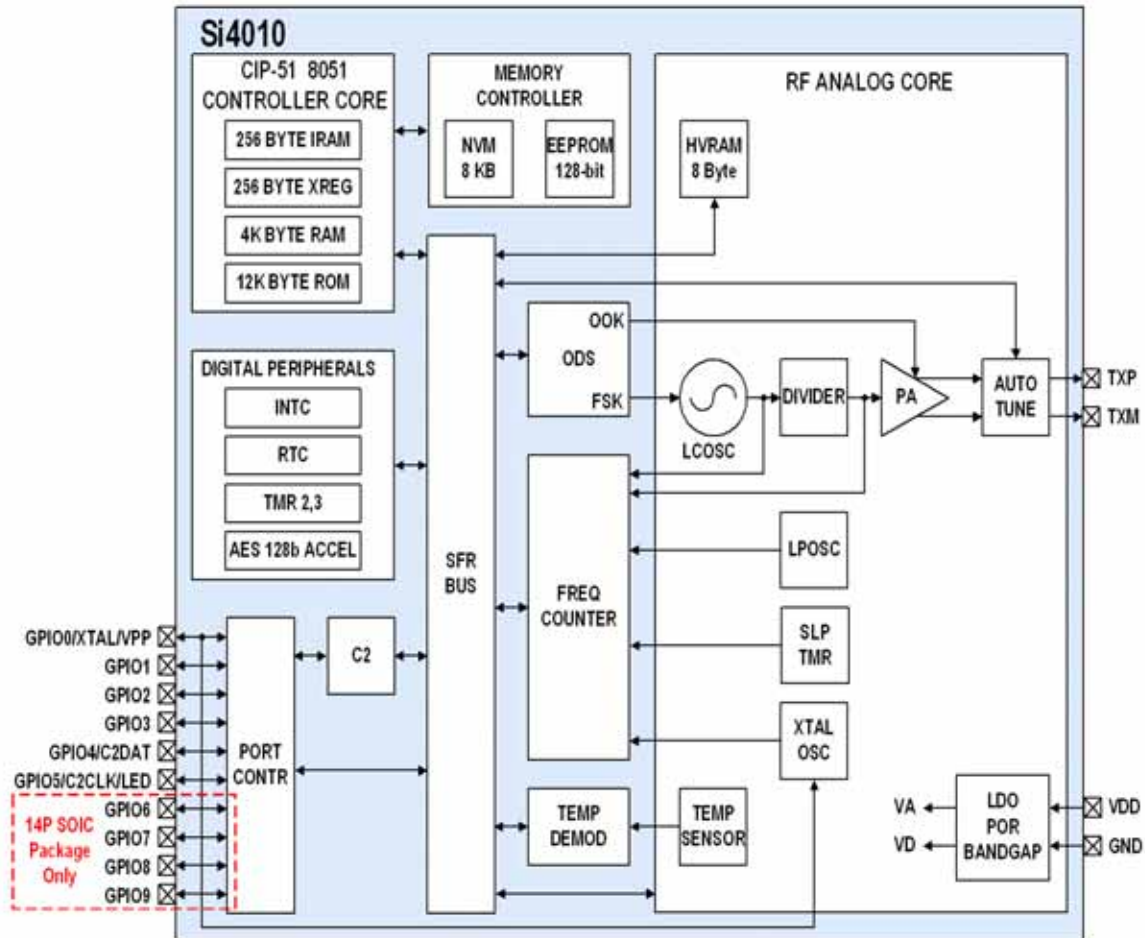 Si4010
CIP-51 8051
CONTROLLER CORE
256 BYTE IRAM
256 BYTE XREG
4K BYTE RAM
12K BYTE ROM
MEMORY
CONTROLLER
NVM
8 KB
EEPROM
128-bit
RF ANALOG CORE
HVRAM
8 Byte
DIGITAL PERIPHERALS
INTC
RTC
TMR 2,3
AES 128b ACCEL
SFR
BUS
OOK
ODS
FSK
LCOSC
DIVIDER
PA
AUTO
TUNE
TXP
TXM
FREQ
COUNTER
LPOSC
SLP
TMR
XTAL
OSC
GPIO0/XTAL/VPP
GPIO1
GPIO2
GPIO3
GPIO4/C2DAT
GPIO5/C2CLK/LED
GPIO6
GPIO7
GPIO8
GPIO9
14P SOIC
Package
Only
PORT
CONTR
C2
TEMP
DEMOD
TEMP
SENSOR
VA
VD
LDO
POR
BANDGAP
VDD
GND